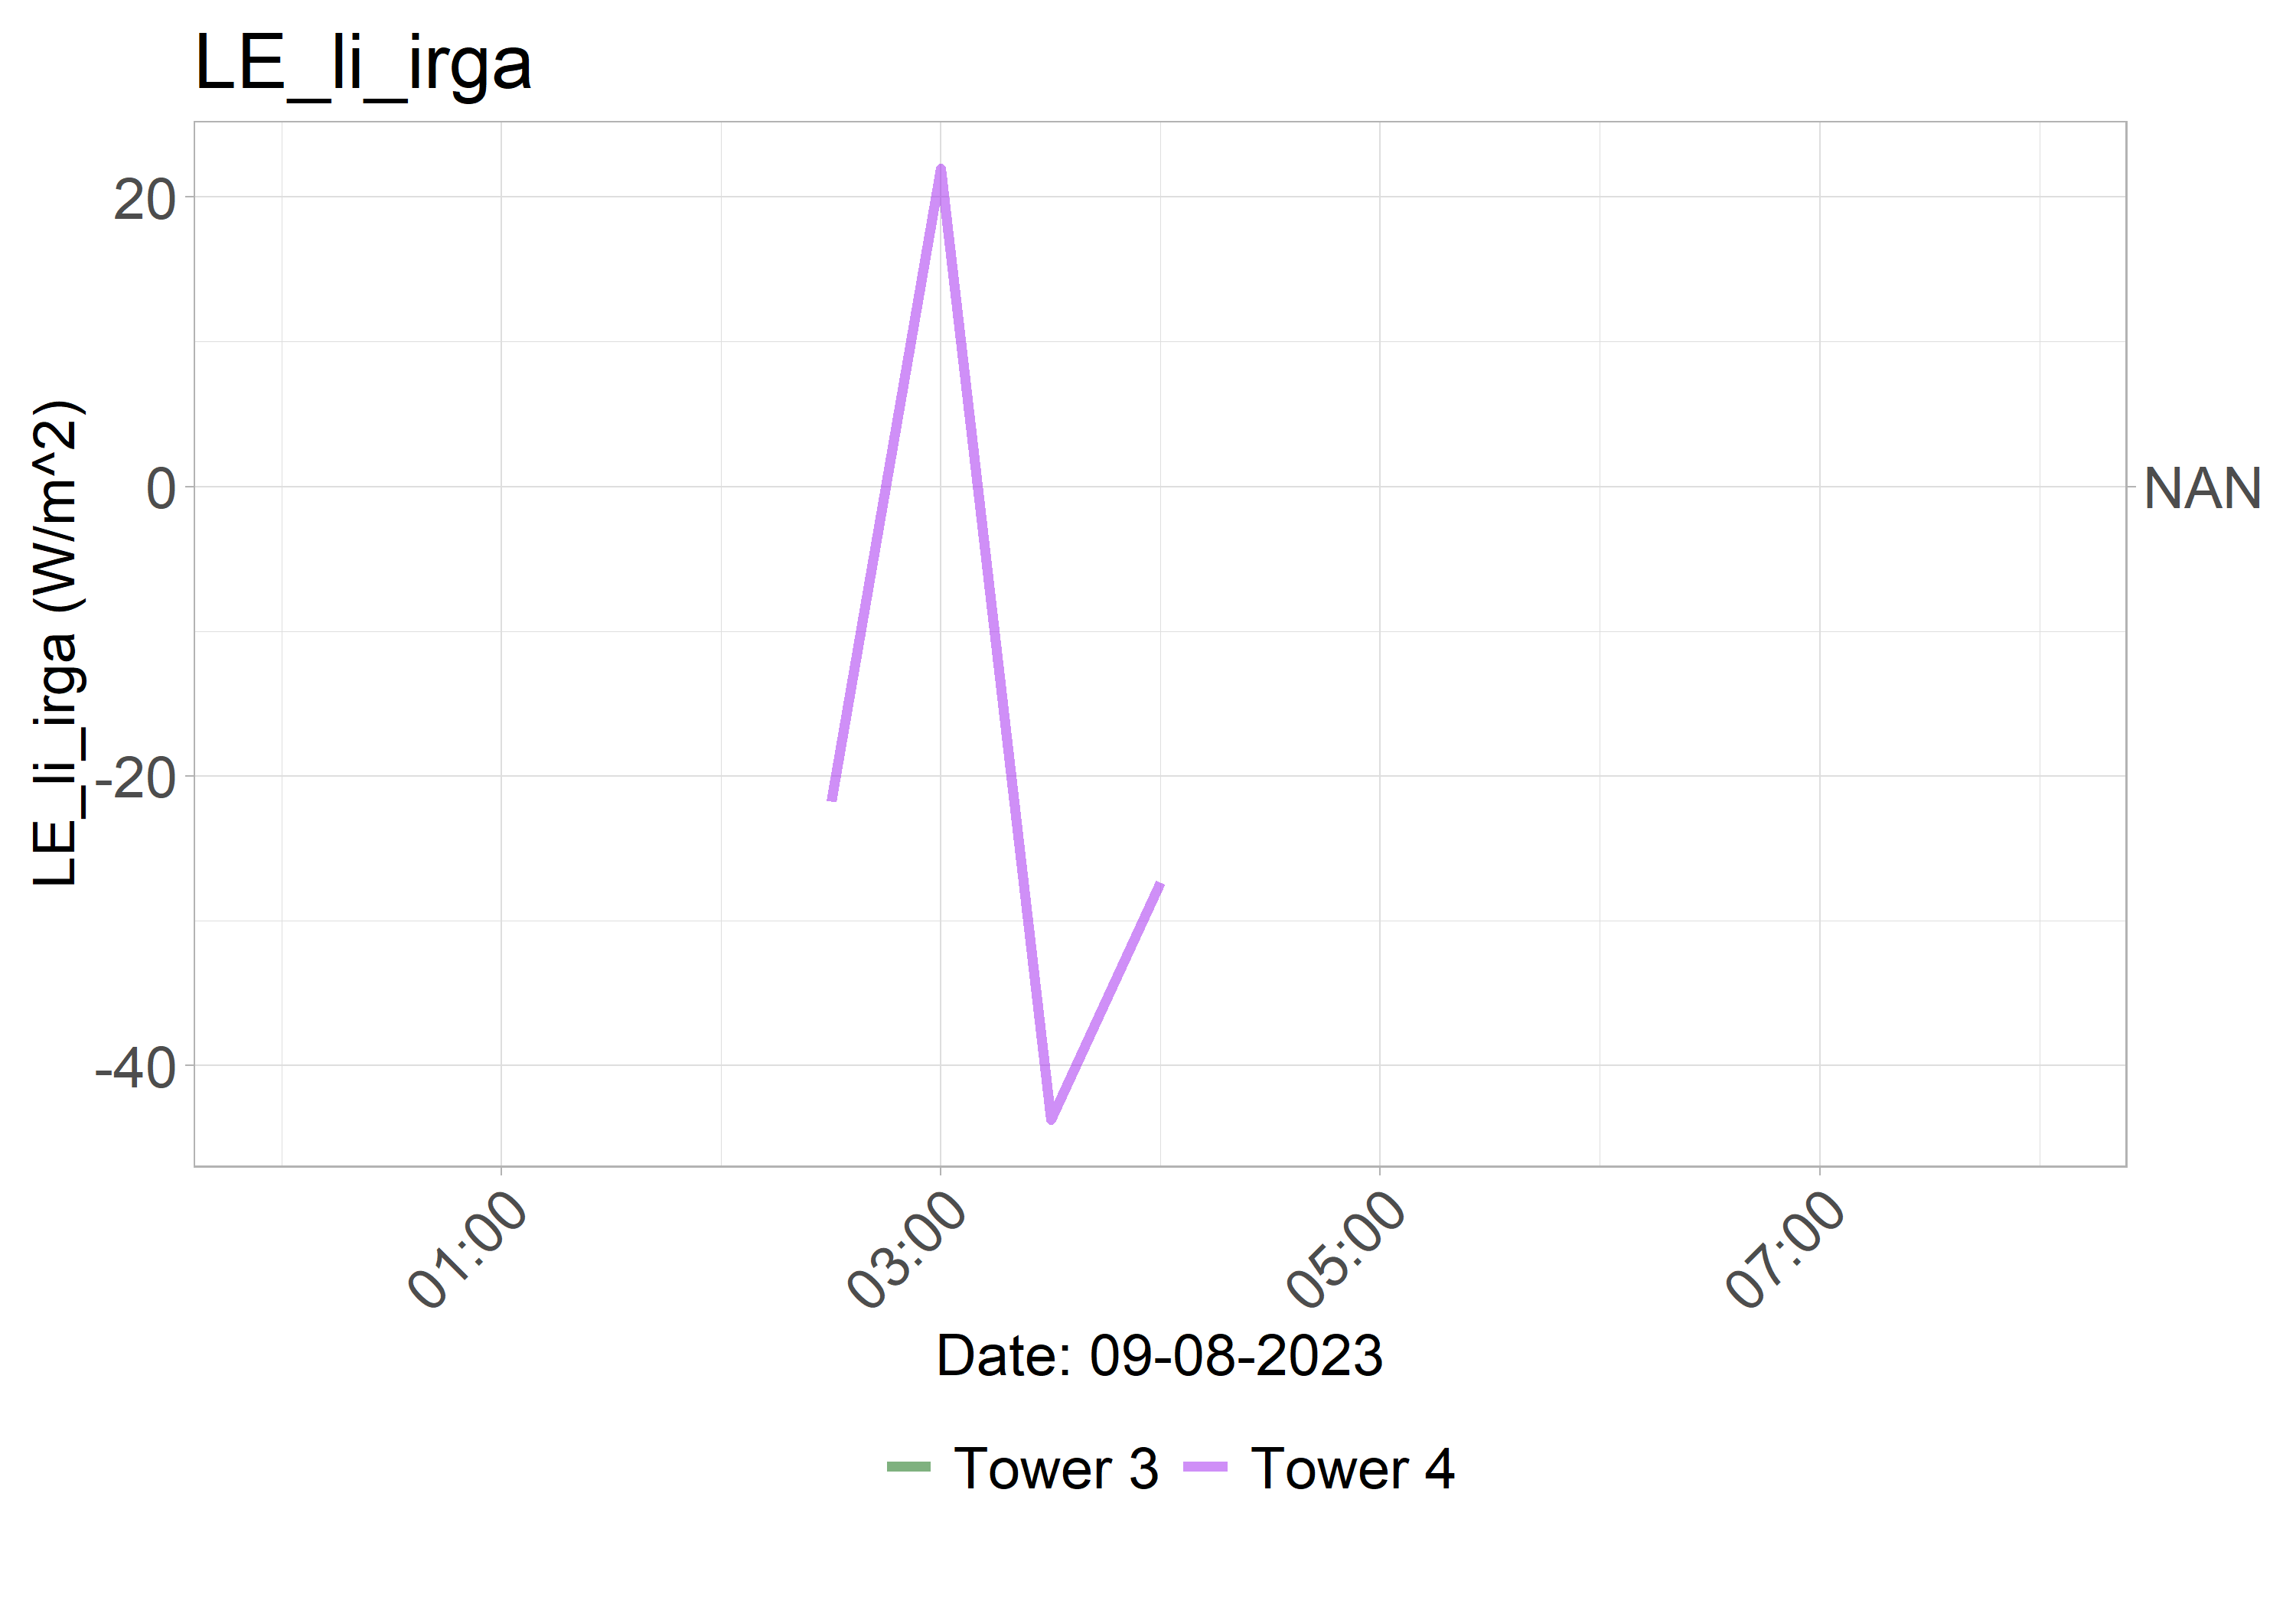 LE_li_irga
LE_li_irga (W/m^2)
20
0
-20
-40
NAN
01:00
03:00
05:00
07:00
Date: 09-08-2023
Tower 3
Tower 4